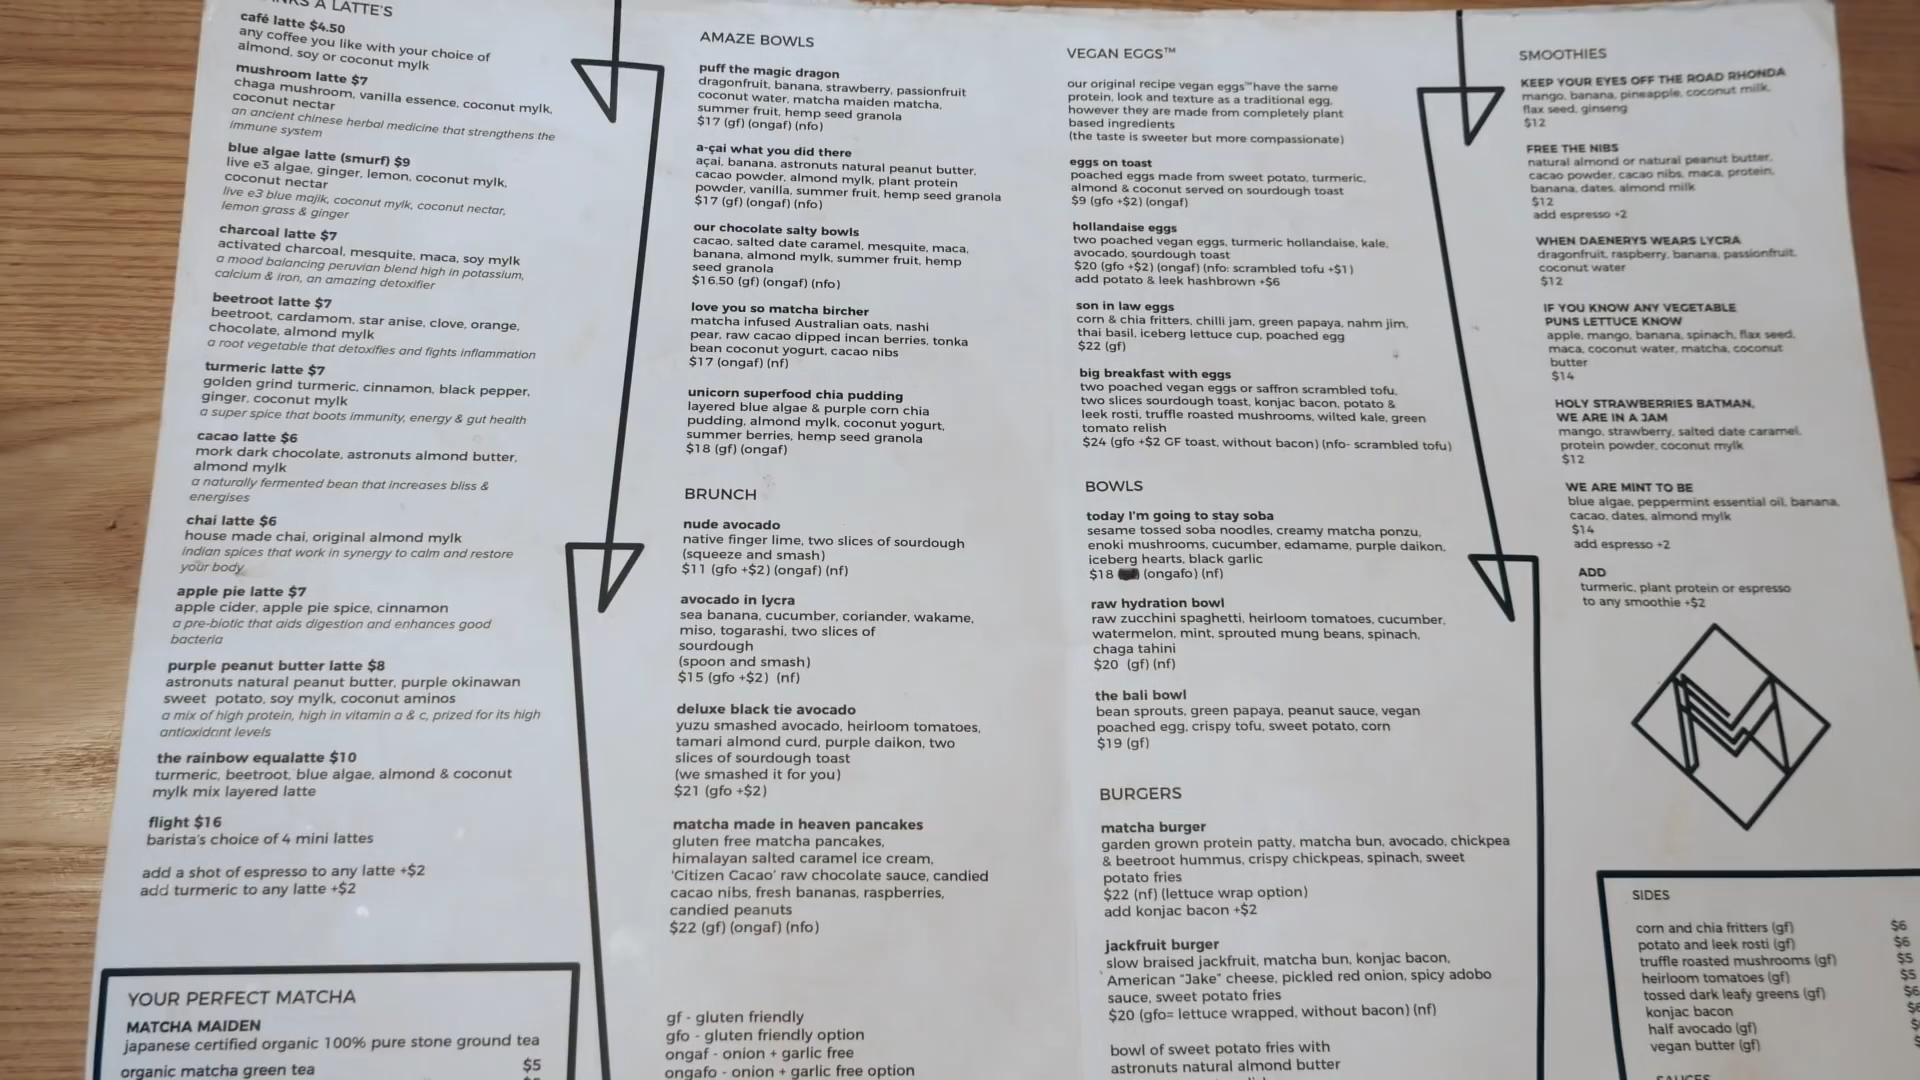 A LATTE'S
café latte $4.50
any coffee you like with your choice of
almond, soy or coconut mylk
mushroom latte $7
chaga mushroom, vanilla essence, coconut mylk,
coconut nectar
an ancient chinese herbal medicine that strengthens the
immune system
blue algae latte (smurf) $9
live e3 algae, ginger, lemon, coconut mylk,
coconut nectar
live e3 blue majik, coconut mylk, coconut nectar,
lemon grass & ginger
charcoal latte $7
activated charcoal, mesquite, maca, soy mylk
a mood balancing peruvian blend high in potassium,
calcium & iron, an amazing detoxifier
beetroot latte $7
beetroot, cardamom, star anise, clove, orange,
chocolate, almond mylk
a root vegetable that detoxifies and fights inflammation
turmeric latte $7
golden grind turmeric, cinnamon, black pepper,
ginger, coconut mylk
a super spice that boots immunity, energy & gut health
cacao latte $6
mork dark chocolate, astronuts almond butter,
almond mylk
a naturally fermented bean that increases bliss &
energises
chai latte $6
house made chai, original almond mylk
indian spices that work in synergy to calm and restore
your body
apple pie latte $7
apple cider, apple pie spice, cinnamon
a pre-biotic that aids digestion and enhances good
bacteria
purple peanut butter latte $8
astronuts natural peanut butter, purple okinawan
sweet potato, soy mylk, coconut aminos
a mix of high protein, high in vitamin a & c, prized for its high
antioxidant levels
the rainbow equalatte $10
turmeric, beetroot, blue algae, almond & coconut
mylk mix layered latte
flight $16
barista's choice of 4 mini lattes
add a shot of espresso to any latte +$2
add turmeric to any latte +$2
YOUR PERFECT MATCHA
MATCHA MAIDEN
japanese certified organic 100% pure stone ground tea
organic matcha green tea $5
AMAZE BOWLS
puff the magic dragon
dragonfruit, banana, strawberry, passionfruit
coconut water, matcha maiden matcha,
summer fruit, hemp seed granola
$17 (gf) (ongaf) (nfo)
a-çai what you did there
açai, banana, astronuts natural peanut butter,
cacao powder, almond mylk, plant protein
powder, vanilla, summer fruit, hemp seed granola
$17 (gf) (ongaf) (nfo)
our chocolate salty bowls
cacao, salted date caramel, mesquite, maca,
banana, almond mylk, summer fruit, hemp
seed granola
$16.50 (gf) (ongaf) (nfo)
love you so matcha bircher
matcha infused Australian oats, nashi
pear, raw cacao dipped incan berries, tonka
bean coconut yogurt, cacao nibs
$17 (ongaf) (nf)
unicorn superfood chia pudding
layered blue algae & purple corn chia
pudding, almond mylk, coconut yogurt,
summer berries, hemp seed granola
$18 (gf) (ongaf)
BRUNCH
nude avocado
native finger lime, two slices of sourdough
(squeeze and smash)
$11 (gfo +$2) (ongaf) (nf)
avocado in lycra
sea banana, cucumber, coriander, wakame,
miso, togarashi, two slices of
sourdough
(spoon and smash)
$15 (gfo +$2) (nf)
deluxe black tie avocado
yuzu smashed avocado, heirloom tomatoes,
tamari almond curd, purple daikon, two
slices of sourdough toast
(we smashed it for you)
$21 (gfo +$2)
matcha made in heaven pancakes
gluten free matcha pancakes,
himalayan salted caramel ice cream,
'Citizen Cacao' raw chocolate sauce, candied
cacao nibs, fresh bananas, raspberries,
candied peanuts
$22 (gf) (ongaf) (nfo)
gf - gluten friendly
gfo - gluten friendly option
ongaf - onion + garlic free
ongafo - onion + garlic free option
VEGAN EGGS™
our original recipe vegan eggs™have the same
protein, look and texture as a traditional egg,
however they are made from completely plant
based ingredients
(the taste is sweeter but more compassionate)
eggs on toast
poached eggs made from sweet potato, turmeric,
almond & coconut served on sourdough toast
$9 (gfo +$2) (ongaf)
hollandaise eggs
two poached vegan eggs, turmeric hollandaise, kale,
avocado, sourdough toast
$20 (gfo +$2) (ongaf) (nfo: scrambled tofu +$1)
add potato & leek hashbrown +$6
son in law eggs
corn & chia fritters, chilli jam, green papaya, nahm jim,
thai basil, iceberg lettuce cup, poached egg
$22 (gf)
big breakfast with eggs
two poached vegan eggs or saffron scrambled tofu,
two slices sourdough toast, konjac bacon, potato &
leek rosti, truffle roasted mushrooms, wilted kale, green
tomato relish
$24 (gfo +$2 GF toast, without bacon) (nfo- scrambled tofu)
BOWLS
today I'm going to stay soba
sesame tossed soba noodles, creamy matcha ponzu,
enoki mushrooms, cucumber, edamame, purple daikon,
iceberg hearts, black garlic
$18 (ongafo) (nf)
raw hydration bowl
raw zucchini spaghetti, heirloom tomatoes, cucumber,
watermelon, mint, sprouted mung beans, spinach,
chaga tahini
$20 (gf) (nf)
the bali bowl
bean sprouts, green papaya, peanut sauce, vegan
poached egg, crispy tofu, sweet potato, corn
$19 (gf)
BURGERS
matcha burger
garden grown protein patty, matcha bun, avocado, chickpea
& beetroot hummus, crispy chickpeas, spinach, sweet
potato fries
$22 (nf) (lettuce wrap option)
add konjac bacon +$2
jackfruit burger
slow braised jackfruit, matcha bun, konjac bacon,
American "Jake" cheese, pickled red onion, spicy adobo
sauce, sweet potato fries
$20 (gfo= lettuce wrapped, without bacon) (nf)
bowl of sweet potato fries with
astronuts natural almond butter
SMOOTHIES
KEEP YOUR EYES OFF THE ROAD RHONDA
mango, banana, pineapple, coconut milk,
flax seed, ginseng
$12
FREE THE NIBS
natural almond or natural peanut butter,
cacao powder, cacao nibs, maca, protein,
banana, dates, almond milk
$12
add espresso +2
WHEN DAENERYS WEARS LYCRA
dragonfruit, raspberry, banana, passionfruit,
coconut water
$12
IF YOU KNOW ANY VEGETABLE
PUNS LETTUCE KNOW
apple, mango, banana, spinach, flax seed,
maca, coconut water, matcha, coconut
butter
$14
HOLY STRAWBERRIES BATMAN,
WE ARE IN A JAM
mango, strawberry, salted date caramel,
protein powder, coconut mylk
$12
WE ARE MINT TO BE
blue algae, peppermint essential oil, banana,
cacao, dates, almond mylk
$14
add espresso +2
ADD
turmeric, plant protein or espresso
to any smoothie +$2
SIDES
corn and chia fritters (gf) $6
potato and leek rosti (gf) $6
truffle roasted mushrooms (gf) $5
heirloom tomatoes (gf) $5
tossed dark leafy greens (gf) $6
konjac bacon
half avocado (gf)
vegan butter (gf)
SAUCES